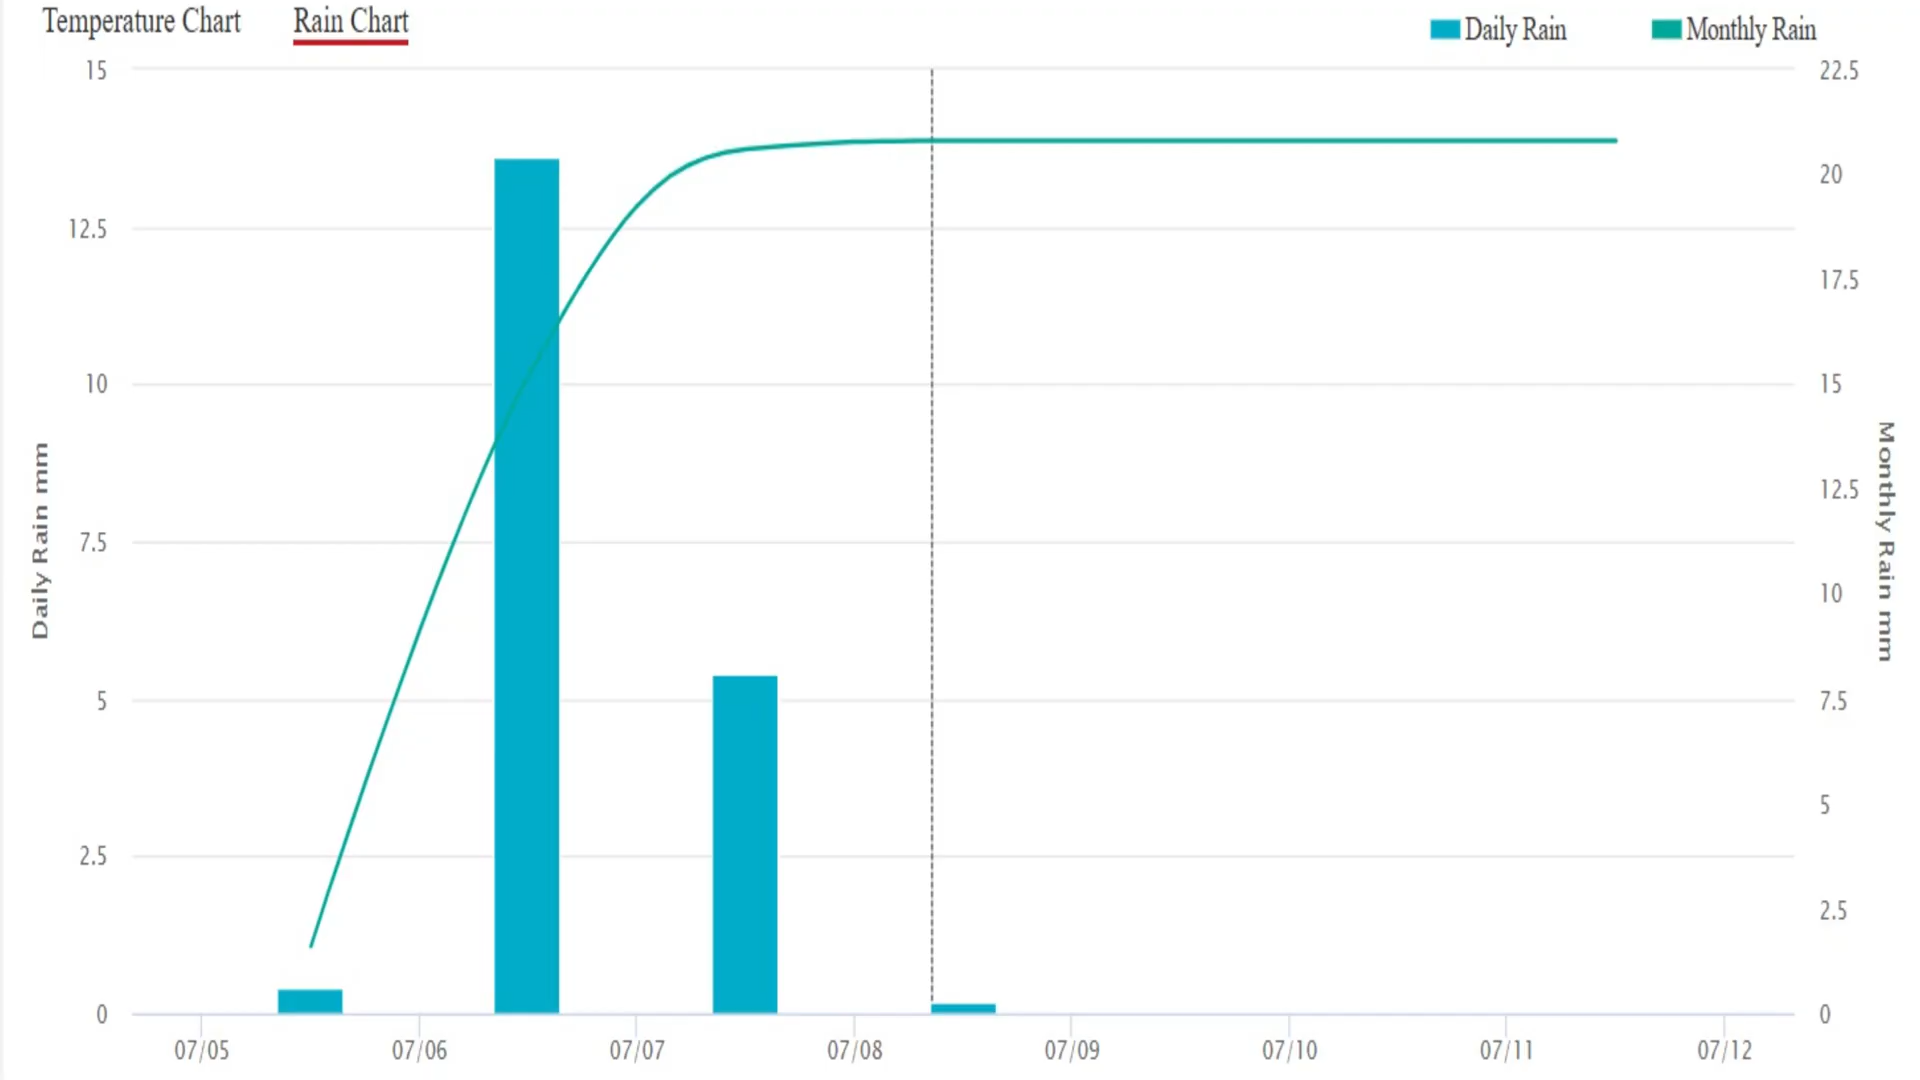 Temperature Chart Rain Chart
Daily Rain Monthly Rain
15 22.5
20
12.5
17.5
10 15
12.5
7.5
10
5 7.5
5
2.5
2.5
0 0
Daily Rain mm
Monthly Rain mm
07/05 07/06 07/07 07/08 07/09 07/10 07/11 07/12